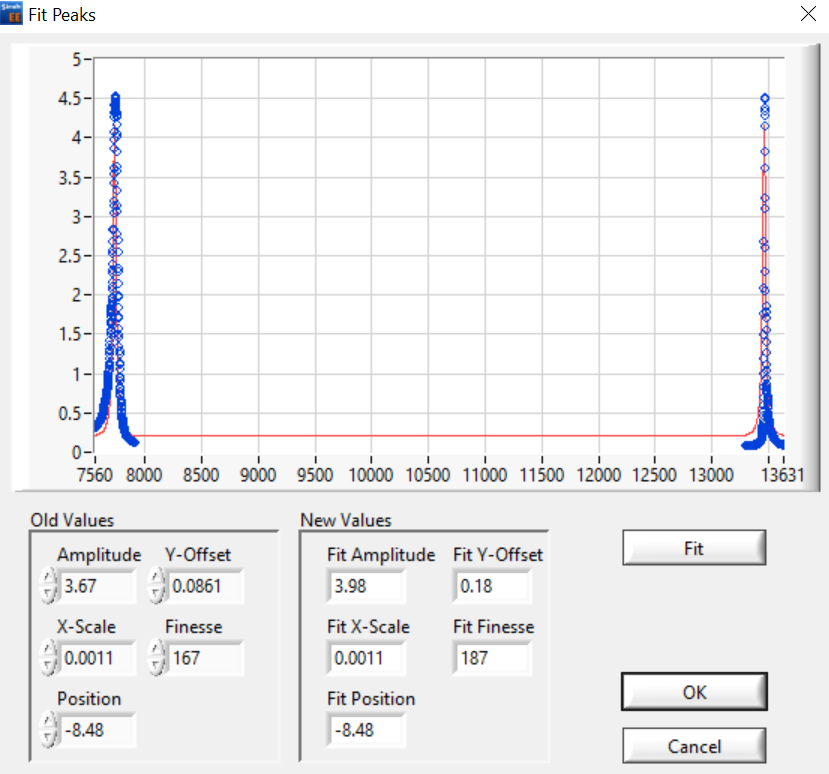 Fit Peaks
5
4.5
4
3.5
3
2.5
2
1.5
1
0.5
0
7560 8000 8500 9000 9500 10000 10500 11000 11500 12000 12500 13000 13631
Old Values New Values
Amplitude Y-Offset Fit Amplitude Fit Y-Offset Fit
3.67 0.0861 3.98 0.18
X-Scale Finesse Fit X-Scale Fit Finesse
0.0011 167 0.0011 187
Position Fit Position OK
-8.48 -8.48
Cancel